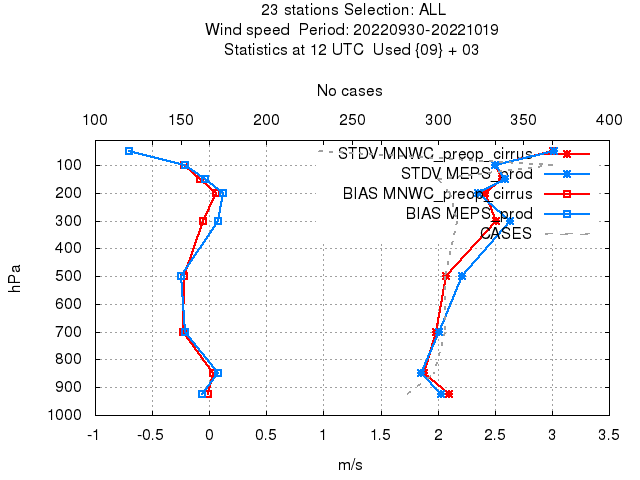 23 stations Selection: ALL
Wind speed  Period: 20220930-20221019
Statistics at 12 UTC  Used {09} + 03
No cases
100 150 200 250 300 350 400
STDV MNWC_preop_cirrus
STDV MEPS_prod
BIAS MNWC_preop_cirrus
BIAS MEPS_prod
CASES
100
200
300
400
500
600
700
800
900
1000
hPa
-1 -0.5 0 0.5 1 1.5 2 2.5 3 3.5
m/s